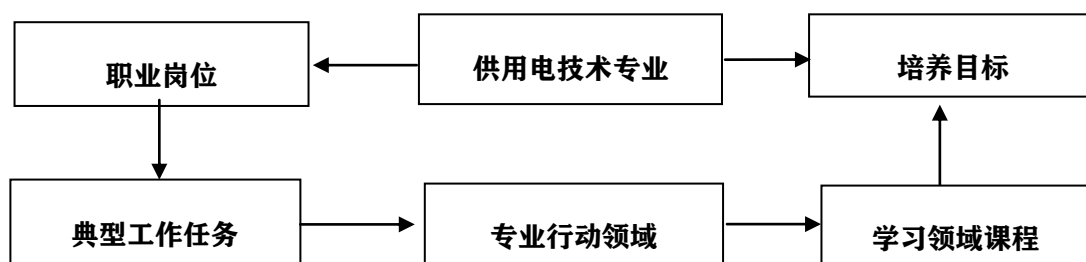 职业岗位
供用电技术专业
培养目标
典型工作任务
专业行动领域
学习领域课程